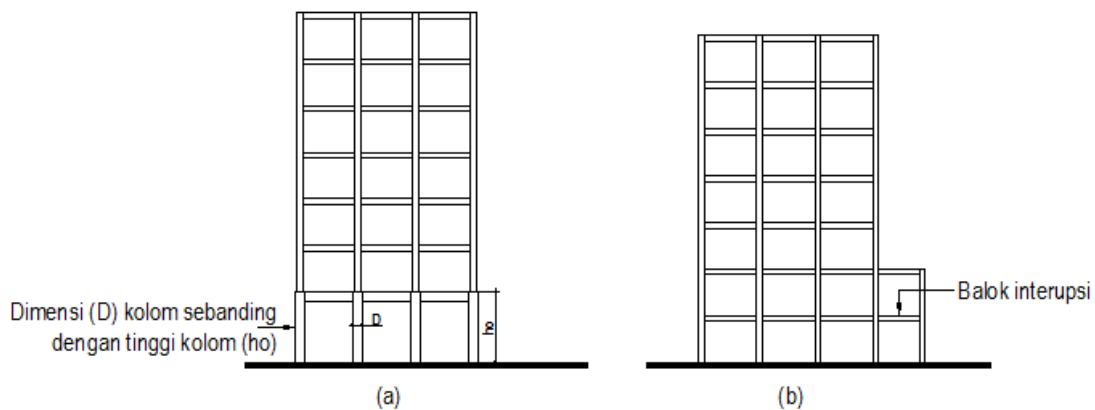 Dimensi (D) kolom sebanding
dengan tinggi kolom (ho)
D
ho
Balok interupsi
(a)
(b)